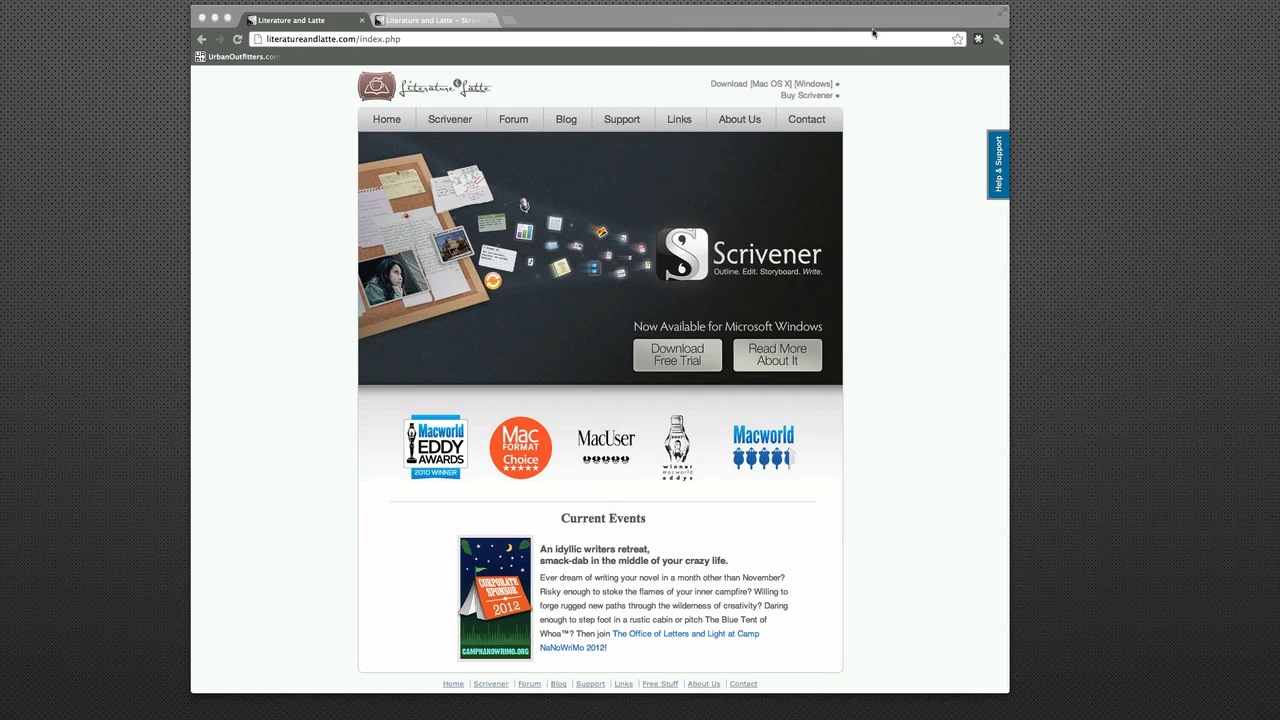 Literature and Latte
Literature and Latte – Scriv
literatureandlatte.com/index.php
UrbanOutfitters.com
Literature & Latte
Download [Mac OS X] [Windows]
Buy Scrivener
Home
Scrivener
Forum
Blog
Support
Links
About Us
Contact
Help & Support
S Scrivener
Outline. Edit. Storyboard. Write.
Now Available for Microsoft Windows
Download
Free Trial
Read More
About It
Macworld
EDDY
AWARDS
2010 WINNER
Mac
FORMAT
Choice
MacUser
winner
macworld
eddys
Macworld
Current Events
CORPORATE
SPONSOR
2012
CAMPNANOWRIMO.ORG
An idyllic writers retreat,
smack-dab in the middle of your crazy life.
Ever dream of writing your novel in a month other than November?
Risky enough to stoke the flames of your inner campfire? Willing to
forge rugged new paths through the wilderness of creativity? Daring
enough to step foot in a rustic cabin or pitch The Blue Tent of
Whoa™? Then join The Office of Letters and Light at Camp
NaNoWriMo 2012!
Home
Scrivener
Forum
Blog
Support
Links
Free Stuff
About Us
Contact